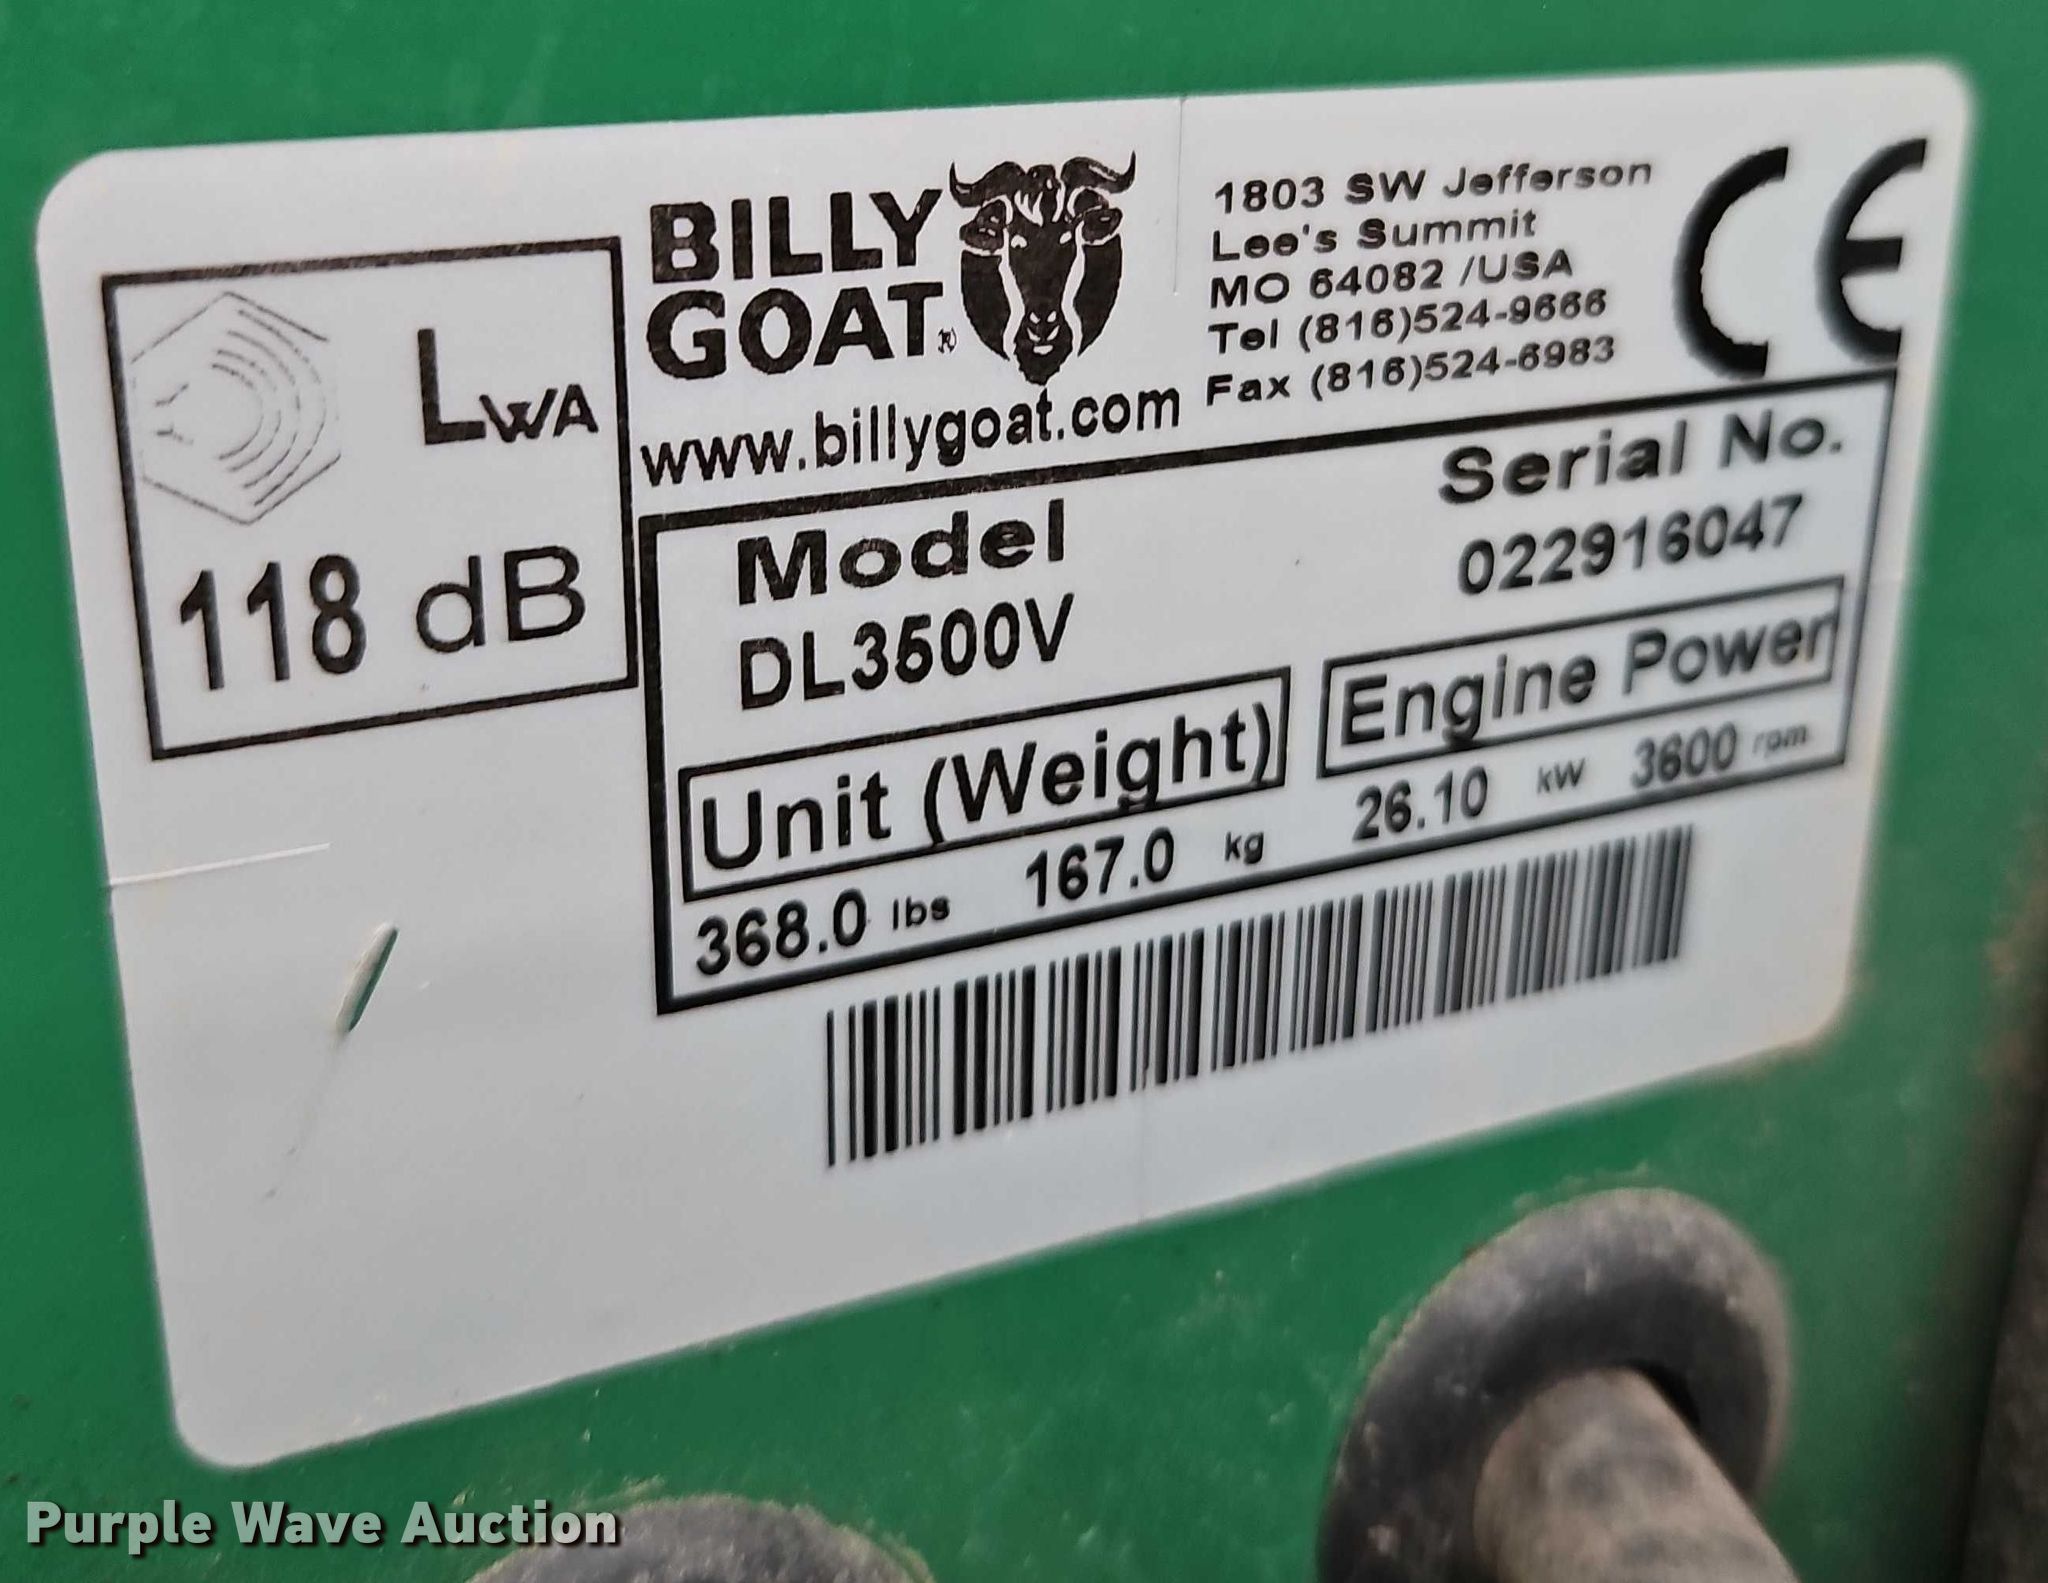 LWA
118 dB
BILLY
GOAT®
www.billygoat.com
1803 SW Jefferson
Lee's Summit
MO 64082 /USA
Tel (816)524-9666
Fax (816)524-6983
CE
Model
DL3500V
Serial No.
022916047
Unit (Weight)
368.0 lbs 167.0 kg
Engine Power
26.10 kW 3600 rpm
Purple Wave Auction